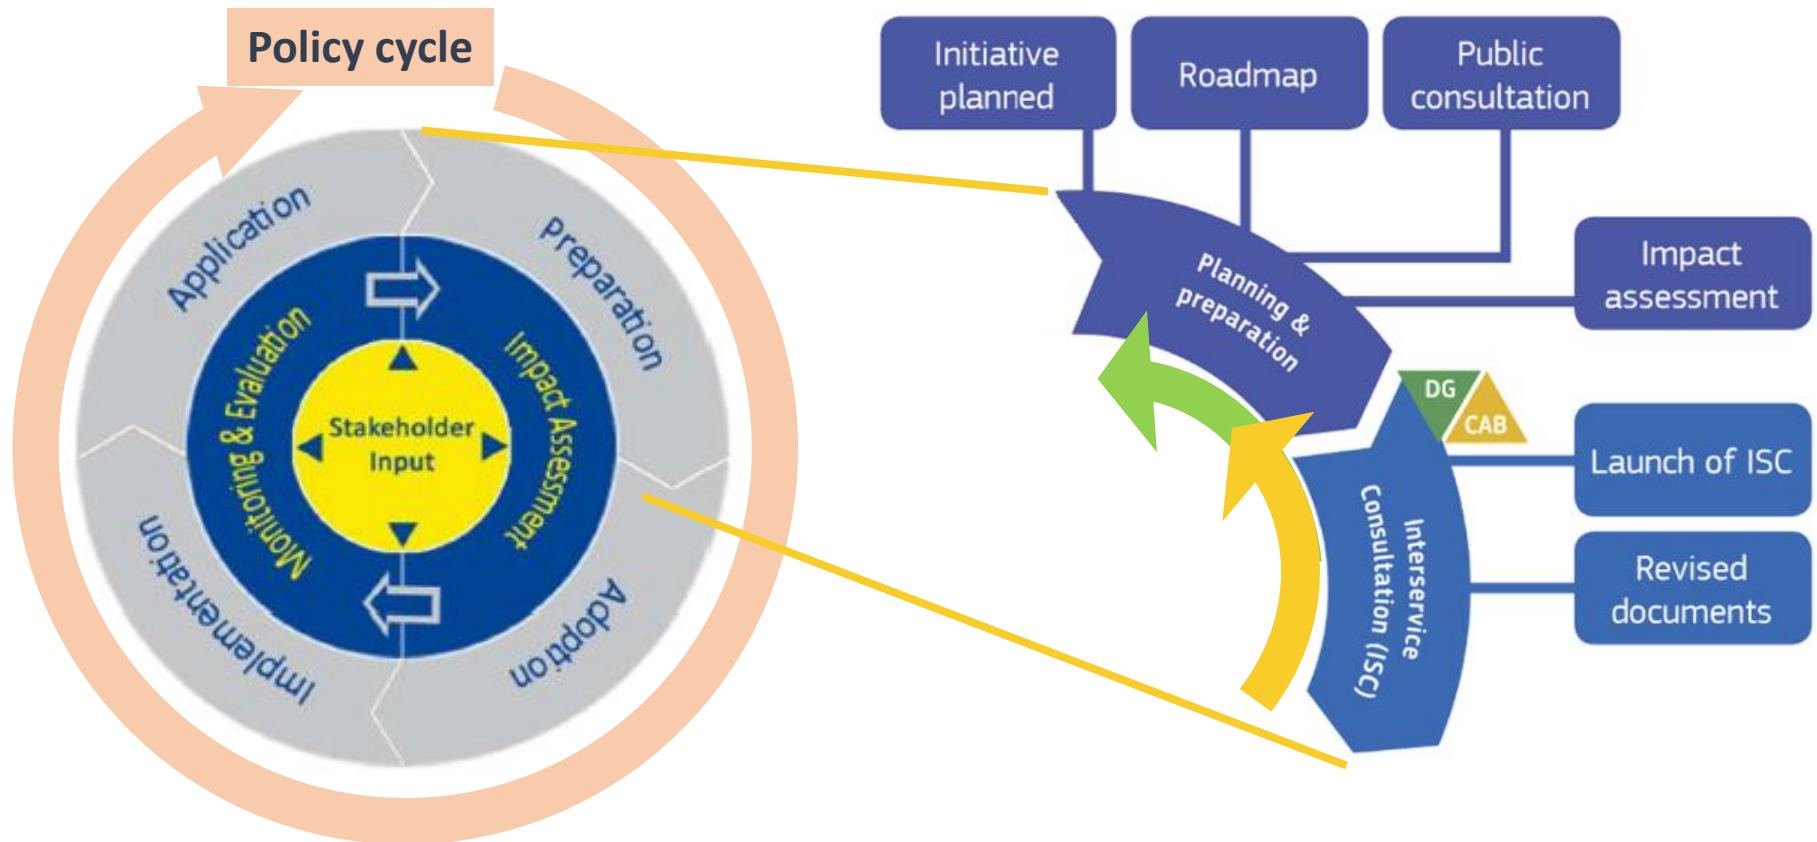 Policy cycle
Application
Preparation
Monitoring & Evaluation
Impact Assessment
Stakeholder
Input
Implementation
Adoption
Initiative
planned
Roadmap
Public
consultation
Impact
assessment
Planning &
preparation
DG
CAB
Launch of ISC
Interservice
Consultation (ISC)
Revised
documents